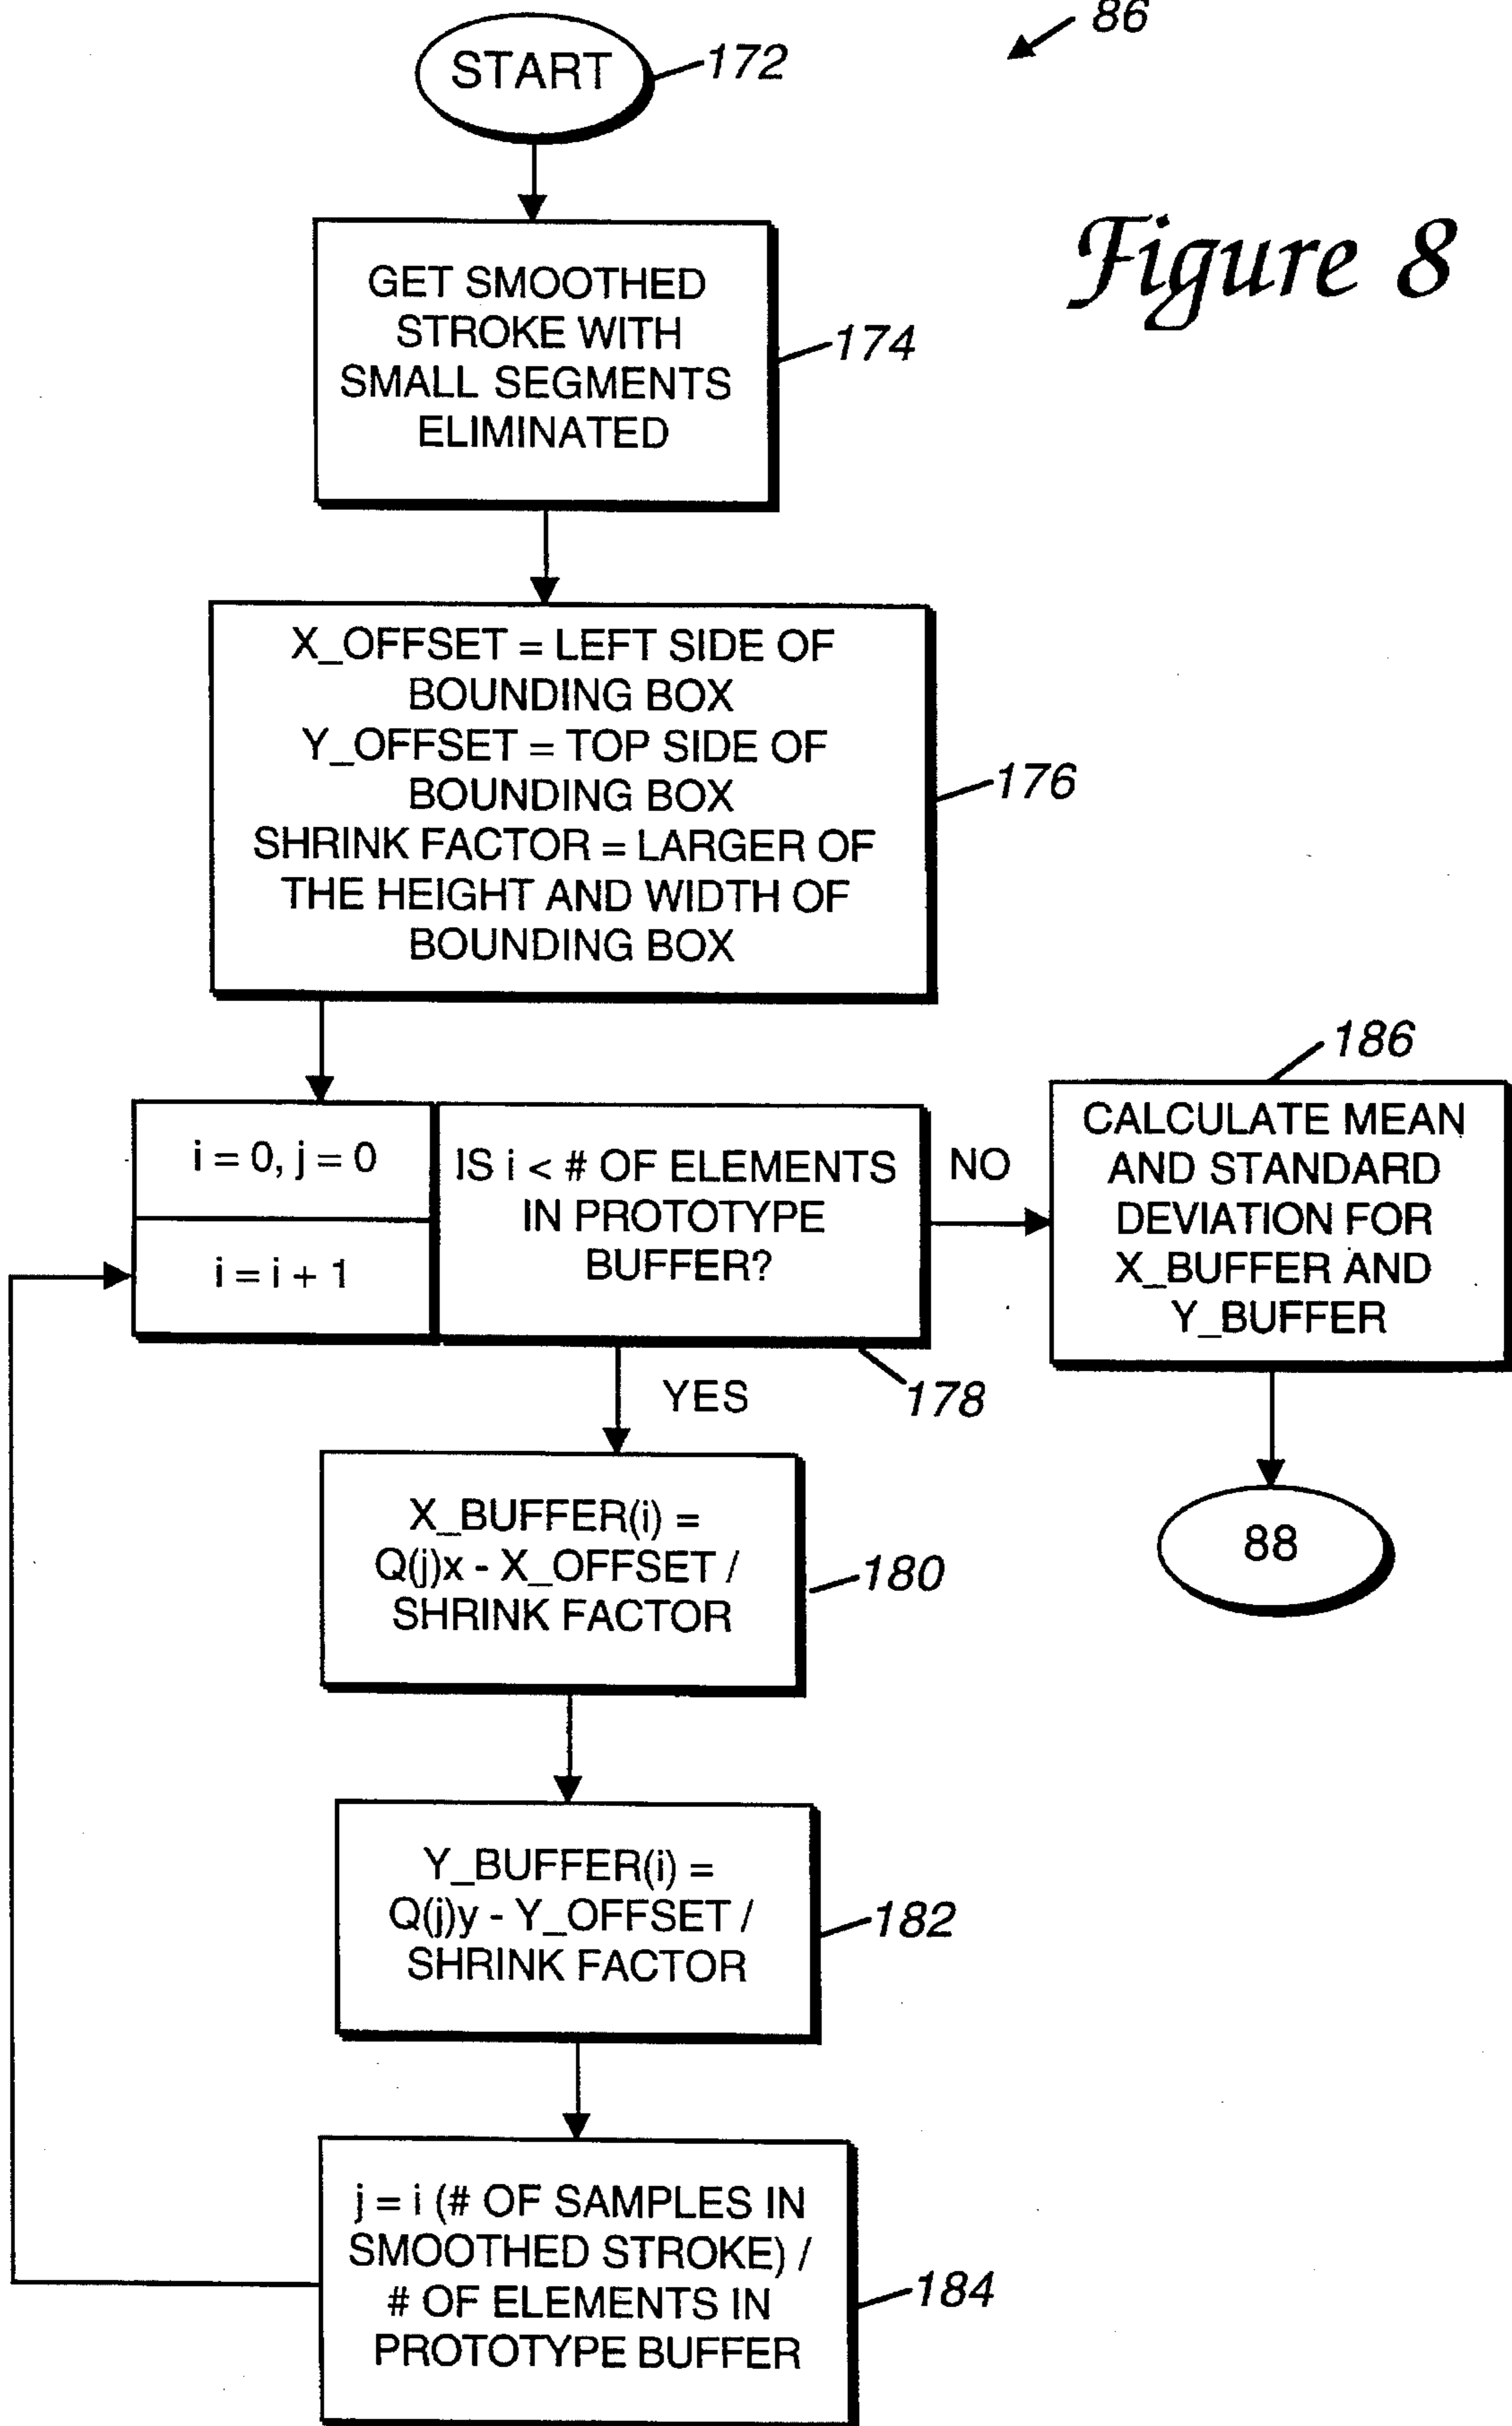 86
START
172
Figure 8
GET SMOOTHED
STROKE WITH
SMALL SEGMENTS
ELIMINATED
174
X_OFFSET = LEFT SIDE OF
BOUNDING BOX
Y_OFFSET = TOP SIDE OF
BOUNDING BOX
SHRINK FACTOR = LARGER OF
THE HEIGHT AND WIDTH OF
BOUNDING BOX
176
i = 0, j = 0
i = i + 1
IS i < # OF ELEMENTS
IN PROTOTYPE
BUFFER?
178
NO
186
CALCULATE MEAN
AND STANDARD
DEVIATION FOR
X_BUFFER AND
Y_BUFFER
88
YES
X_BUFFER(i) =
Q(j)x - X_OFFSET /
SHRINK FACTOR
180
Y_BUFFER(i) =
Q(j)y - Y_OFFSET /
SHRINK FACTOR
182
j = i (# OF SAMPLES IN
SMOOTHED STROKE) /
# OF ELEMENTS IN
PROTOTYPE BUFFER
184